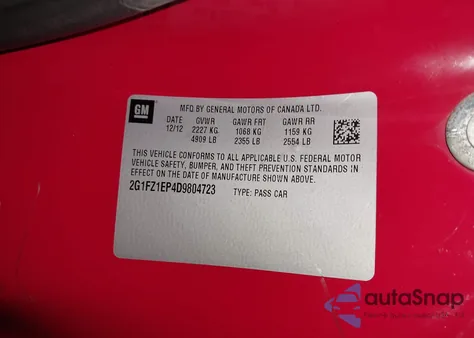 GM
MFD BY GENERAL MOTORS OF CANADA LTD.
DATE GVWR GAWR FRT GAWR RR
12/12 2227 KG 1068 KG 1159 KG
4909 LB 2355 LB 2554 LB
THIS VEHICLE CONFORMS TO ALL APPLICABLE U.S. FEDERAL MOTOR
VEHICLE SAFETY, BUMPER, AND THEFT PREVENTION STANDARDS IN
EFFECT ON THE DATE OF MANUFACTURE SHOWN ABOVE.
2G1FZ1EP4D9804723 TYPE: PASS CAR
autoSnap